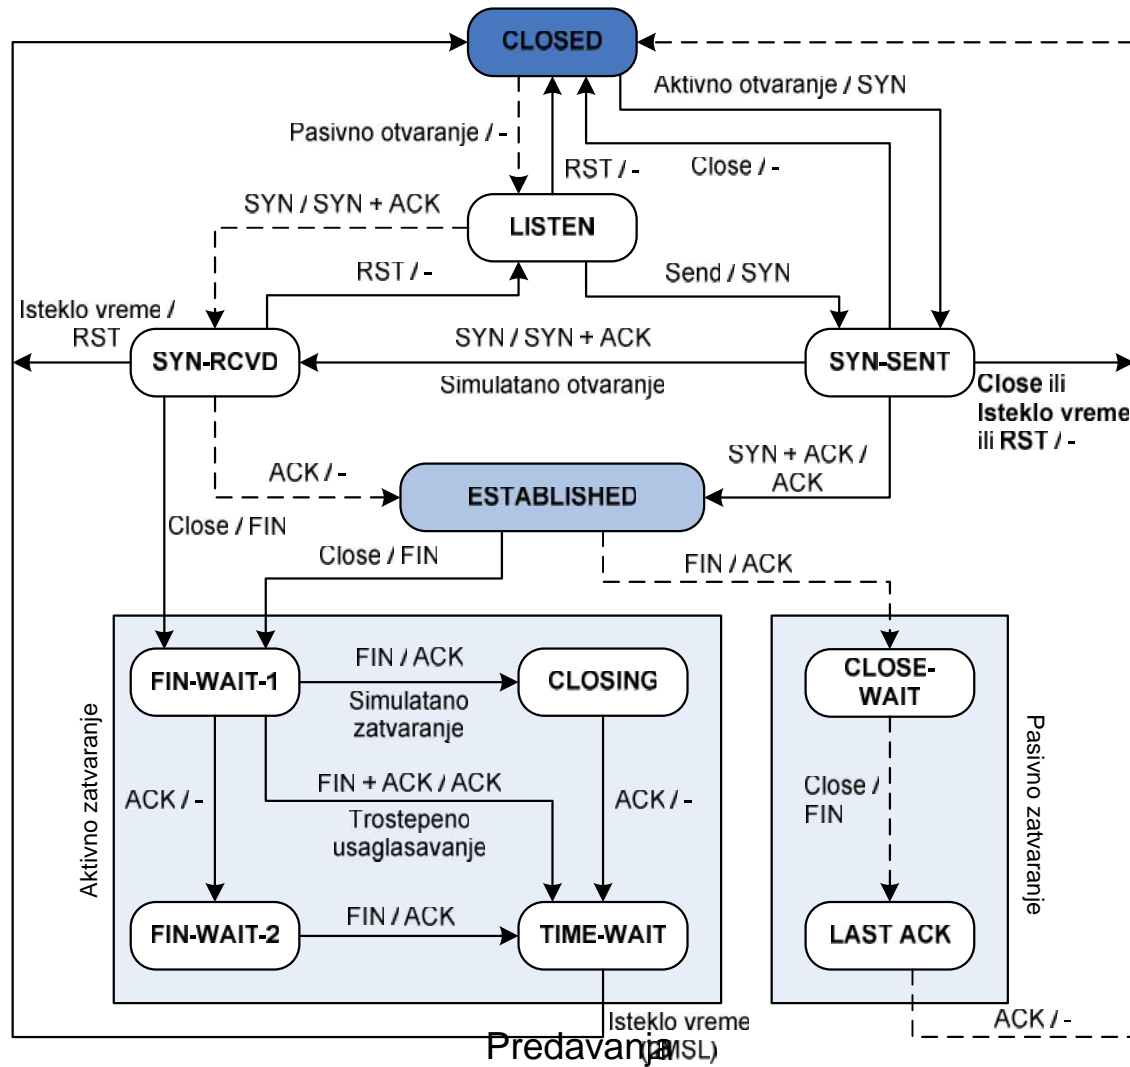 CLOSED
Aktivno otvaranje / SYN
Pasivno otvaranje / -
RST / -
Close / -
SYN / SYN + ACK
LISTEN
RST / -
Send / SYN
Isteklo vreme /
RST
SYN-RCVD
SYN / SYN + ACK
Simulatano otvaranje
SYN-SENT
Close ili
Isteklo vreme
ili RST / -
ACK / -
ESTABLISHED
SYN + ACK /
ACK
Close / FIN
Close / FIN
FIN / ACK
Aktivno zatvaranje
FIN-WAIT-1
FIN / ACK
Simulatano
zatvaranje
CLOSING
CLOSE-
WAIT
Pasivno zatvaranje
ACK / -
FIN + ACK / ACK
Trostepeno
usaglasavanje
ACK / -
Close /
FIN
FIN-WAIT-2
FIN / ACK
TIME-WAIT
LAST ACK
Isteklo vreme
(2MSL)
ACK / -
Predavanja